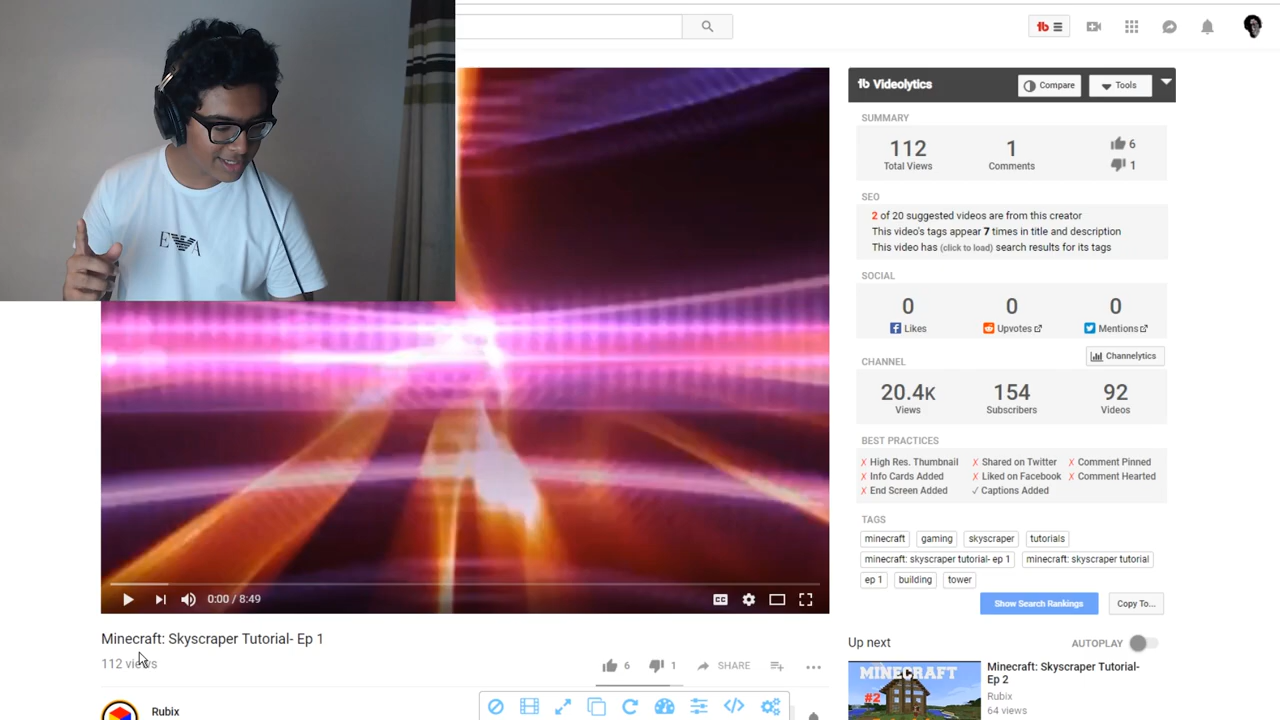 EVA
tb
tb Videolytics
Compare
Tools
SUMMARY
112
Total Views
1
Comments
6
1
SEO
2 of 20 suggested videos are from this creator
This video's tags appear 7 times in title and description
This video has (click to load) search results for its tags
SOCIAL
0
Likes
0
Upvotes
0
Mentions
Channelytics
CHANNEL
20.4K
Views
154
Subscribers
92
Videos
BEST PRACTICES
X High Res. Thumbnail
X Shared on Twitter
X Comment Pinned
X Info Cards Added
X Liked on Facebook
X Comment Hearted
X End Screen Added
✓ Captions Added
TAGS
minecraft
gaming
skyscraper
tutorials
minecraft: skyscraper tutorial- ep 1
minecraft: skyscraper tutorial
ep 1
building
tower
Show Search Rankings
Copy To...
0:00 / 8:49
CC
Minecraft: Skyscraper Tutorial- Ep 1
112 views
6
1
SHARE
Rubix
Up next
AUTOPLAY
MINECRAFT
#2
Minecraft: Skyscraper Tutorial-
Ep 2
Rubix
64 views